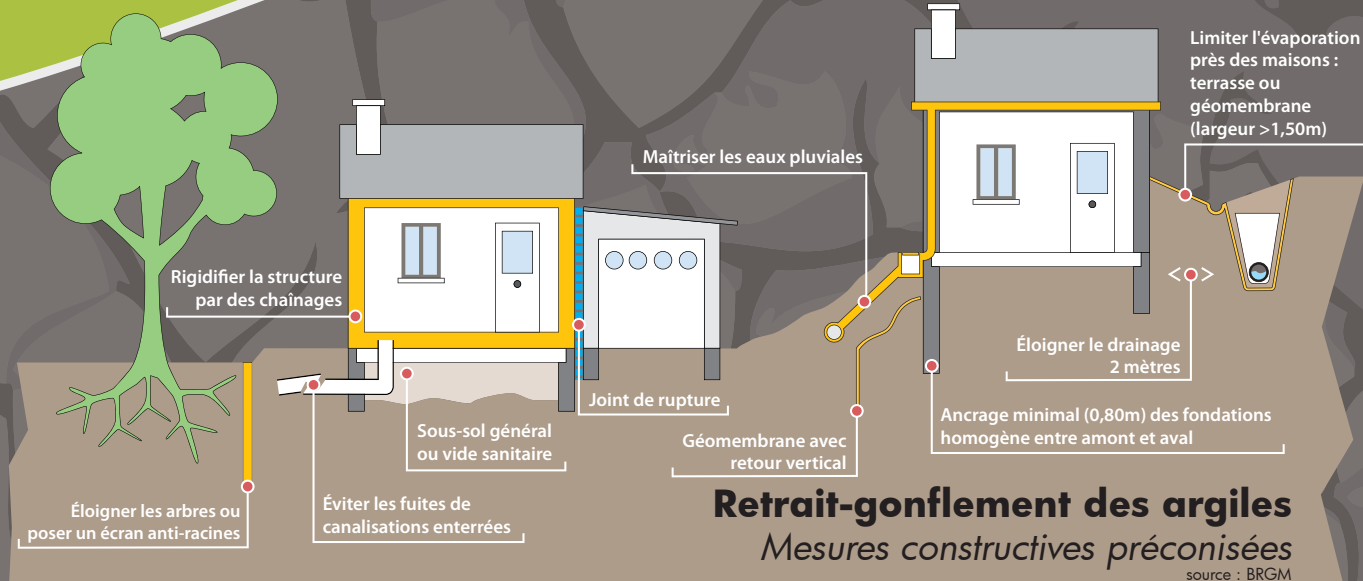 Limiter l'évaporation
près des maisons :
terrasse ou
géomembrane
(largeur >1,50m)
Maîtriser les eaux pluviales
Rigidifier la structure
par des chaînages
Éloigner le drainage
2 mètres
Joint de rupture
Ancrage minimal (0,80m) des fondations
homogène entre amont et aval
Sous-sol général
ou vide sanitaire
Géomembrane avec
retour vertical
Éviter les fuites de
canalisations enterrées
Éloigner les arbres ou
poser un écran anti-racines
Retrait-gonflement des argiles
Mesures constructives préconisées
source : BRGM